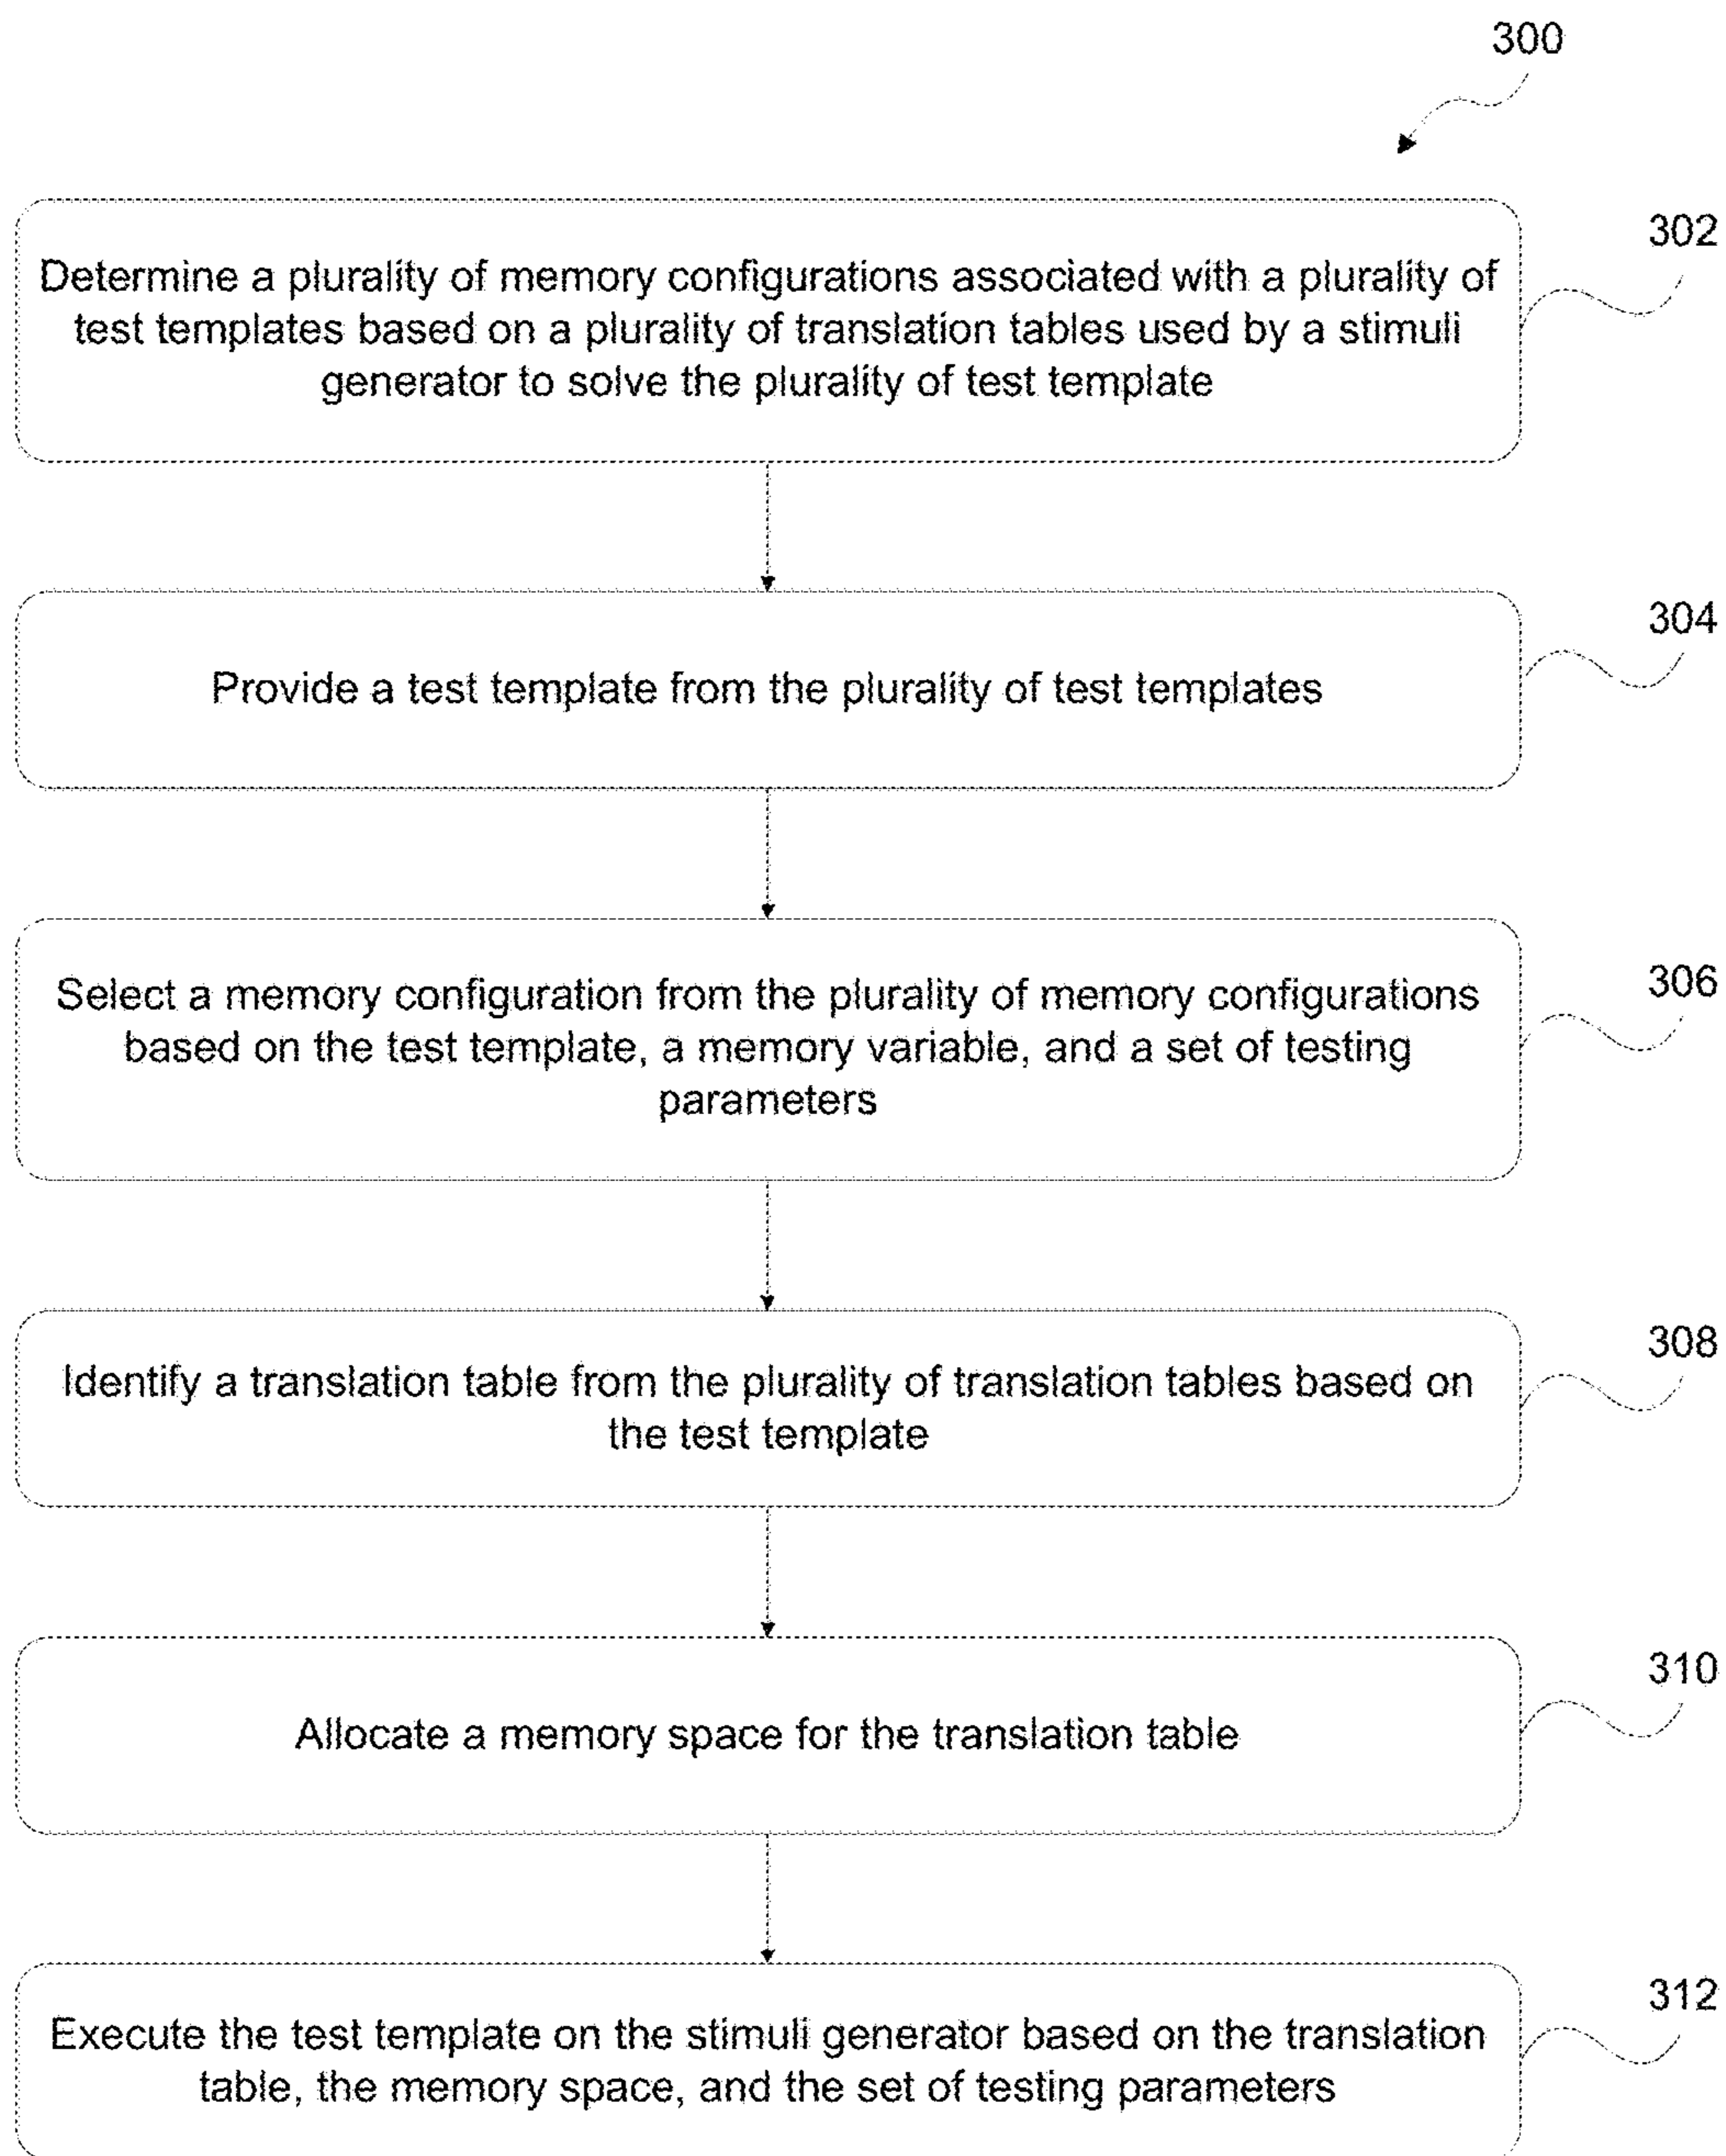 300
302
Determine a plurality of memory configurations associated with a plurality of
test templates based on a plurality of translation tables used by a stimuli
generator to solve the plurality of test template
304
Provide a test template from the plurality of test templates
306
Select a memory configuration from the plurality of memory configurations
based on the test template, a memory variable, and a set of testing
parameters
308
Identify a translation table from the plurality of translation tables based on
the test template
310
Allocate a memory space for the translation table
312
Execute the test template on the stimuli generator based on the translation
table, the memory space, and the set of testing parameters